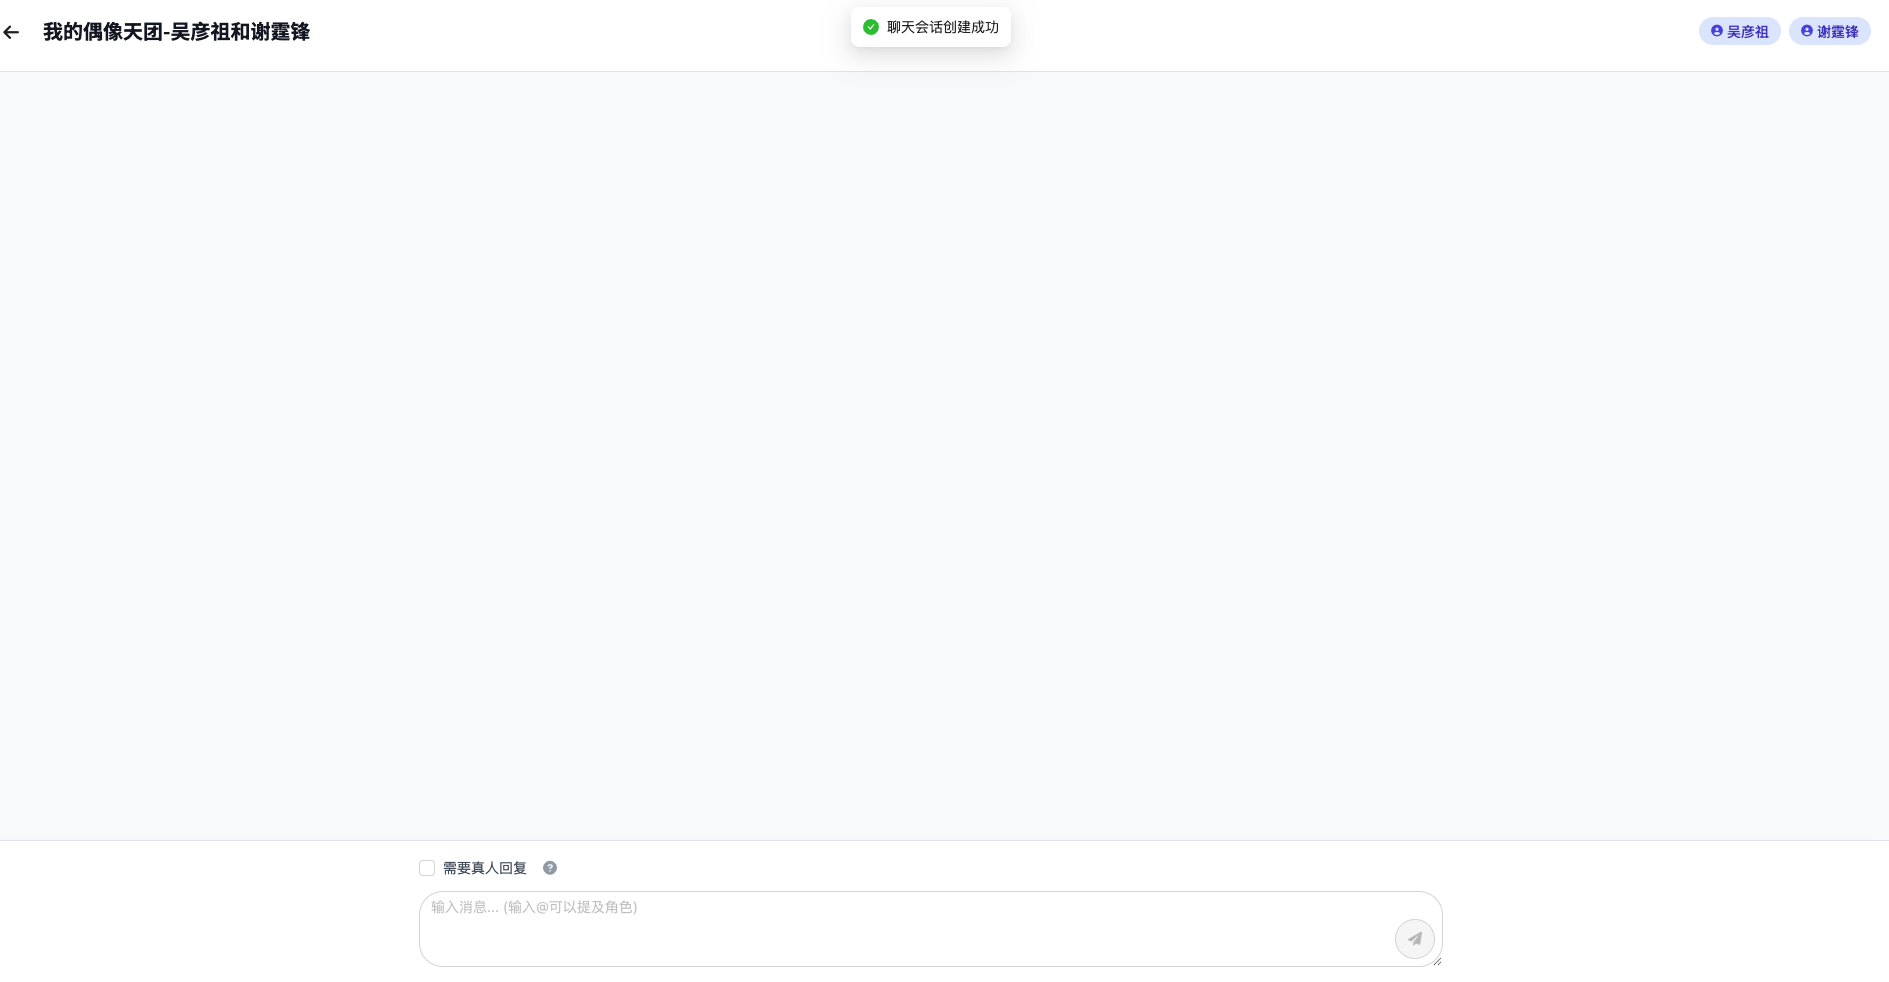 我的偶像天团-吴彦祖和谢霆锋
聊天会话创建成功
吴彦祖
谢霆锋
需要真人回复
输入消息... (输入@可以提及角色)